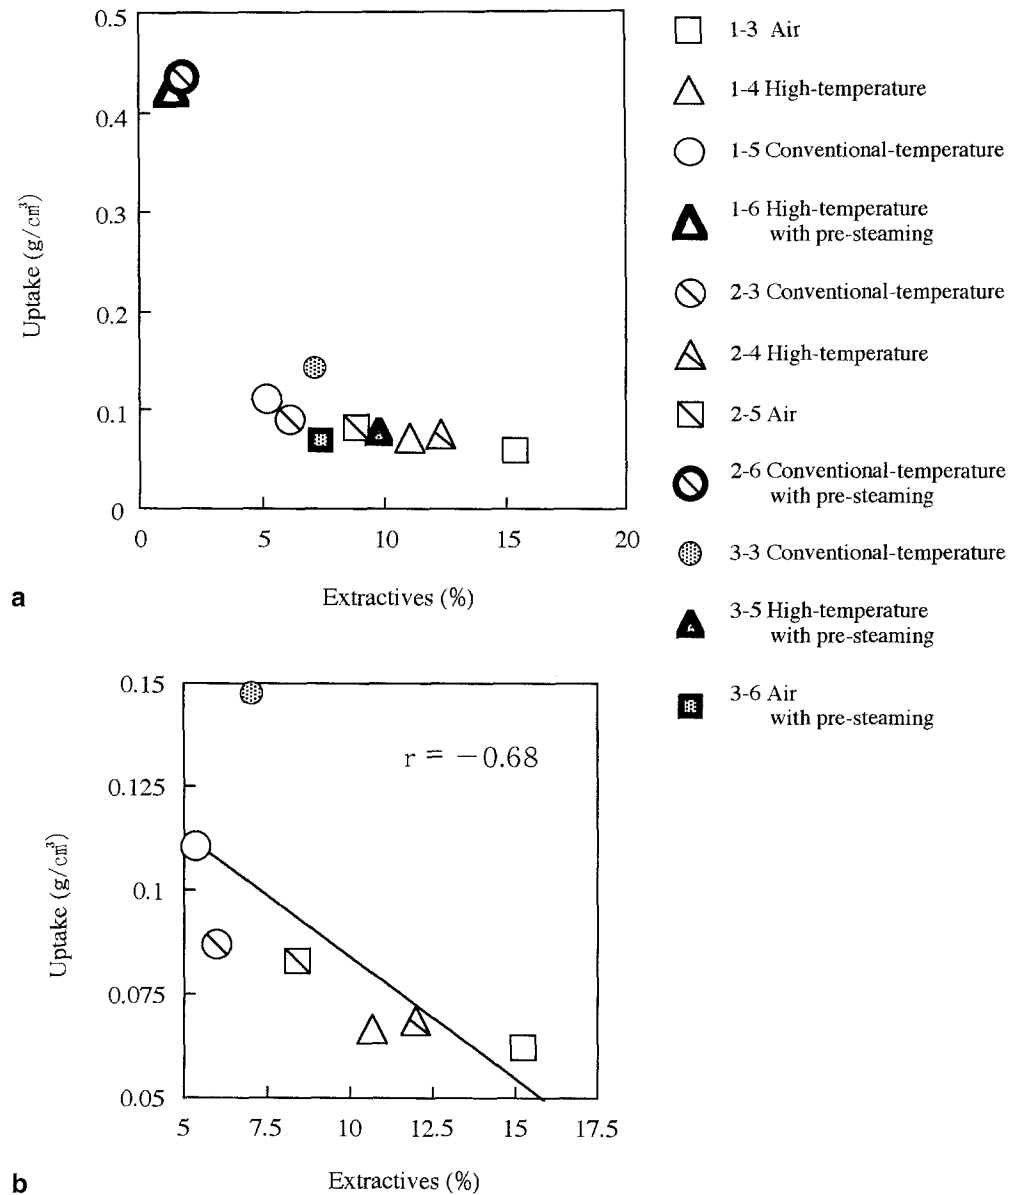 0.5
0.4
0.3
0.2
0.1
0
0
5
10
15
20
Uptake (g/cm³)
Extractives (%)
a
1-3 Air
1-4 High-temperature
1-5 Conventional-temperature
1-6 High-temperature
with pre-steaming
2-3 Conventional-temperature
2-4 High-temperature
2-5 Air
2-6 Conventional-temperature
with pre-steaming
3-3 Conventional-temperature
3-5 High-temperature
with pre-steaming
3-6 Air
with pre-steaming
0.15
0.125
0.1
0.075
0.05
5
7.5
10
12.5
15
17.5
r = −0.68
Uptake (g/cm³)
Extractives (%)
b